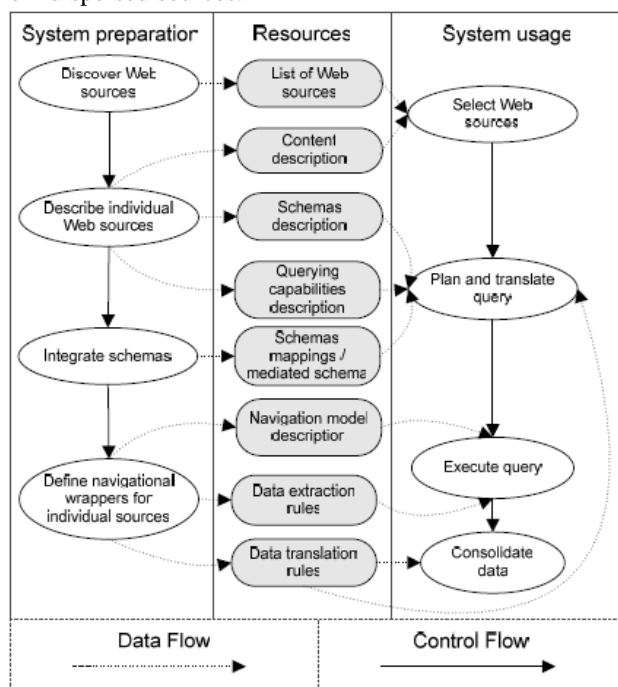 System preparation
Resources
System usage
Discover Web
sources
List of Web
sources
Select Web
sources
Content
description
Describe individual
Web sources
Schemas
description
Querying
capabilities
description
Plan and translate
query
Integrate schemas
Schemas
mappings /
mediated schema
Navigation model
description
Define navigational
wrappers for
individual sources
Execute query
Data extraction
rules
Data translation
rules
Consolidate
data
Data Flow
Control Flow